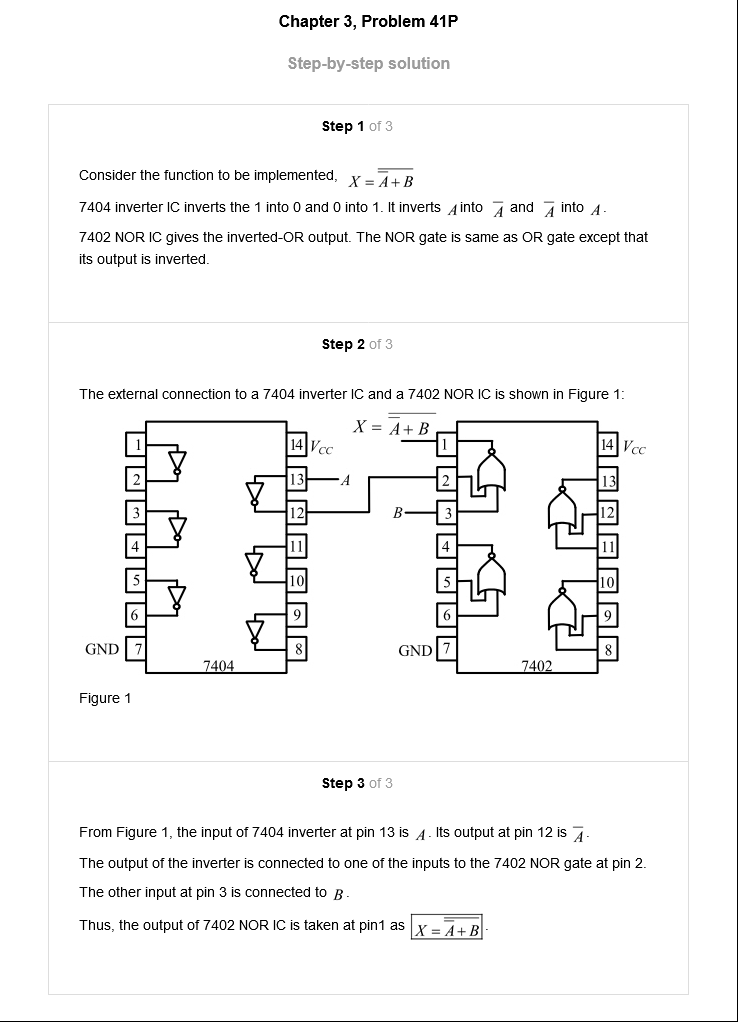 Chapter 3, Problem 41P
Step-by-step solution
Step 1 of 3
Consider the function to be implemented, X = \overline{\overline{A} + B}
7404 inverter IC inverts the 1 into 0 and 0 into 1. It inverts A into \overline{A} and \overline{A} into A.
7402 NOR IC gives the inverted-OR output. The NOR gate is same as OR gate except that
its output is inverted.
Step 2 of 3
The external connection to a 7404 inverter IC and a 7402 NOR IC is shown in Figure 1:
X = \overline{\overline{A} + B}
1 14 V_{CC} 1 14 V_{CC}
2 13 A 2 13
3 12 B 3 12
4 11 4 11
5 10 5 10
6 9 6 9
GND 7 8 GND 7 8
7404 7402
Figure 1
Step 3 of 3
From Figure 1, the input of 7404 inverter at pin 13 is A. Its output at pin 12 is \overline{A}.
The output of the inverter is connected to one of the inputs to the 7402 NOR gate at pin 2.
The other input at pin 3 is connected to B.
Thus, the output of 7402 NOR IC is taken at pin1 as X = \overline{\overline{A} + B}.